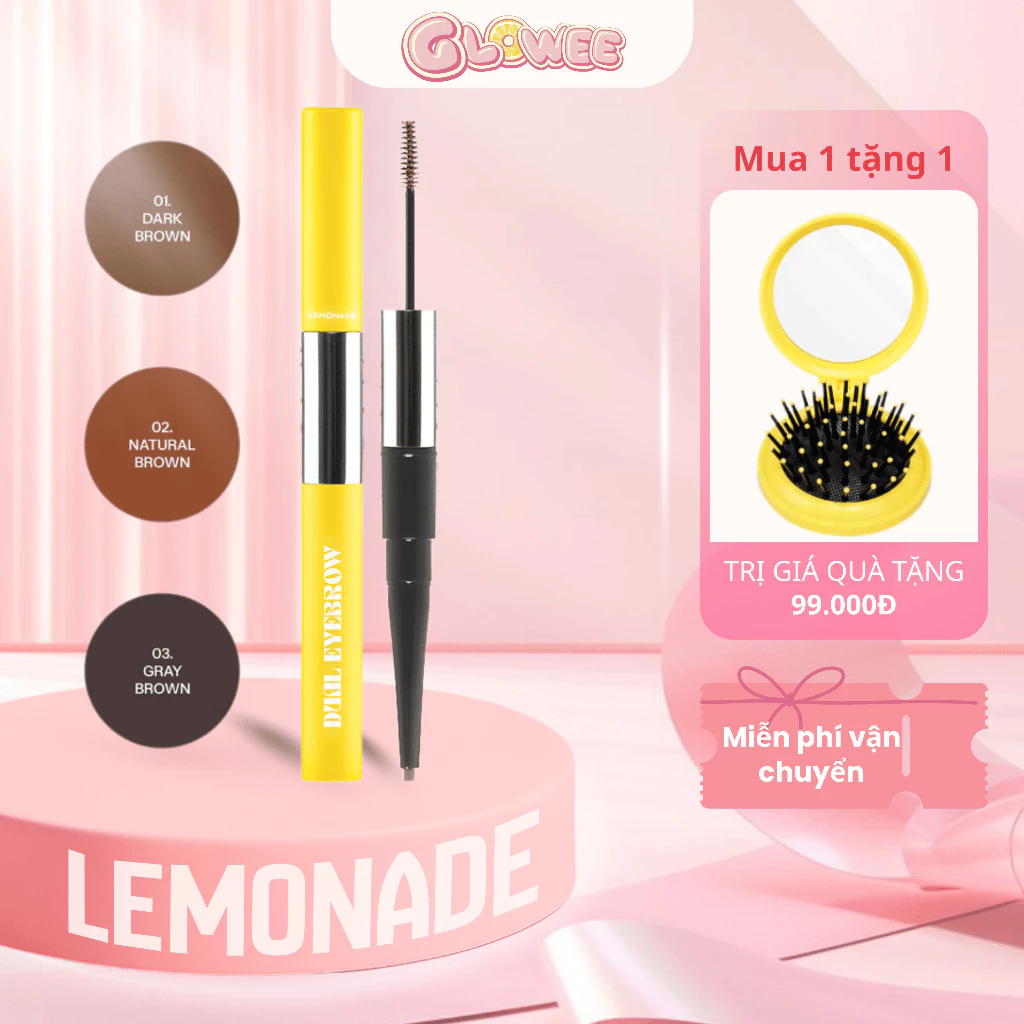 GLOWEE
01.
DARK
BROWN
02.
NATURAL
BROWN
03.
GRAY
BROWN
LEMONADE
DUAL EYEBROW
Mua 1 tặng 1
TRỊ GIÁ QUÀ TẶNG
99.000Đ
Miễn phí vận
chuyển
LEMONADE